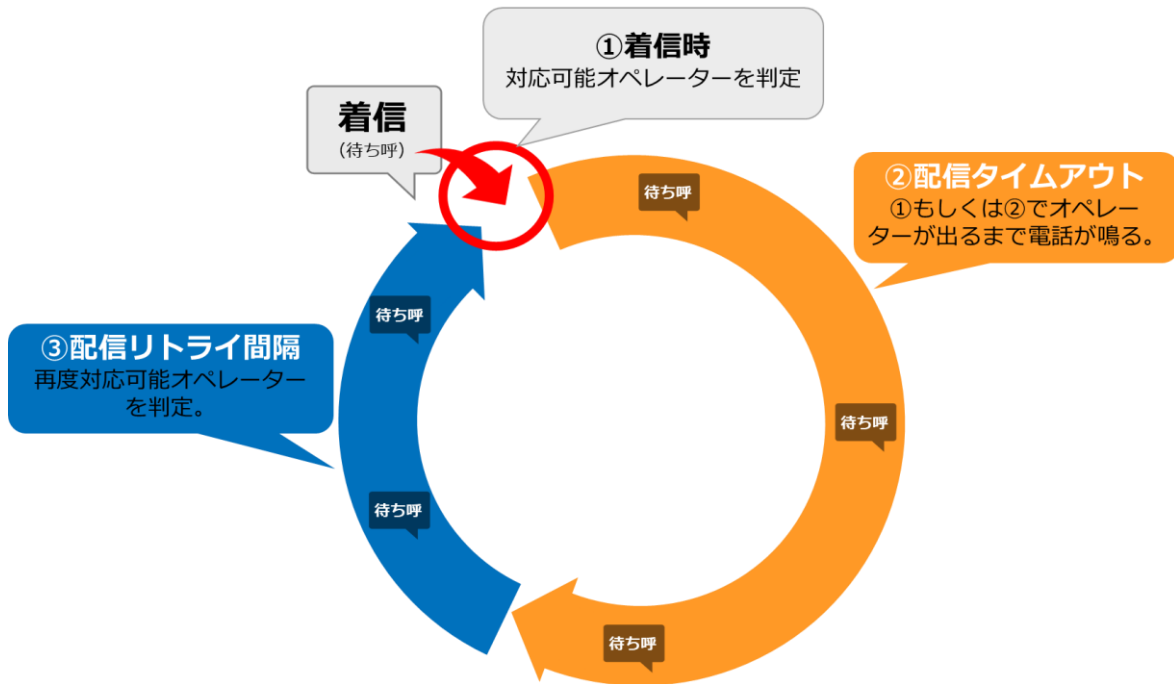 ①着信時
対応可能オペレーターを判定
着信
(待ち呼)
待ち呼
②配信タイムアウト
①もしくは②でオペレー
ターが出るまで電話が鳴る。
待ち呼
③配信リトライ間隔
再度対応可能オペレーター
を判定。
待ち呼
待ち呼
待ち呼